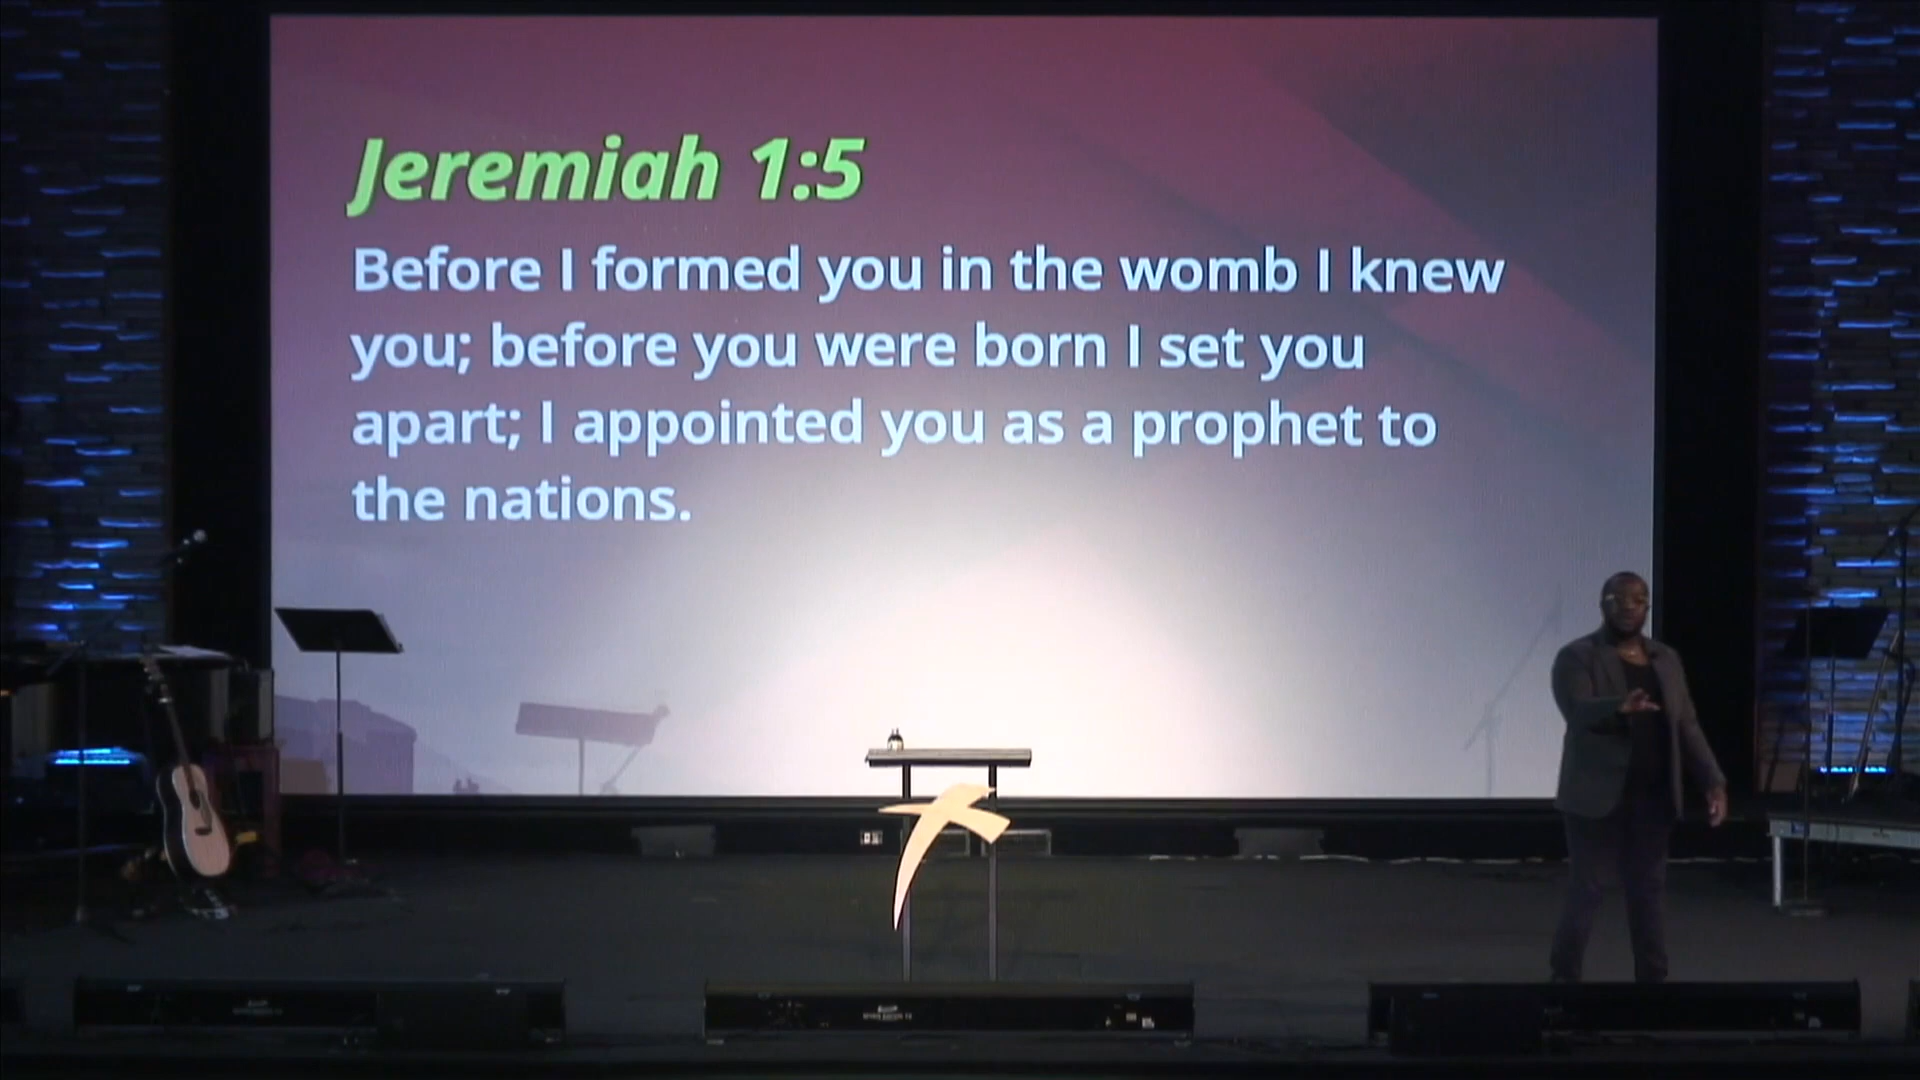 Jeremiah 1:5
Before I formed you in the womb I knew
you; before you were born I set you
apart; I appointed you as a prophet to
the nations.